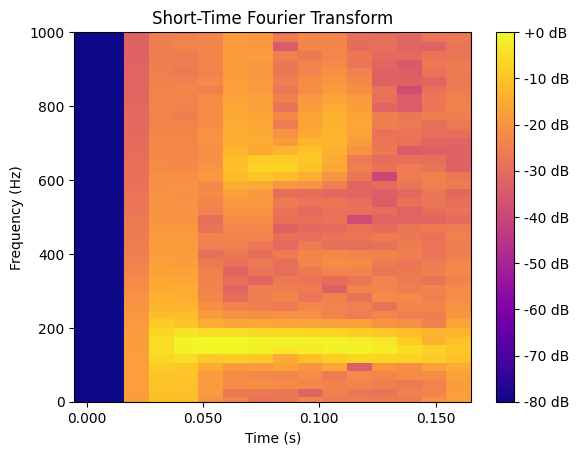 Short-Time Fourier Transform
Frequency (Hz)
1000
800
600
400
200
0
0.000
0.050
0.100
0.150
Time (s)
+0 dB
-10 dB
-20 dB
-30 dB
-40 dB
-50 dB
-60 dB
-70 dB
-80 dB